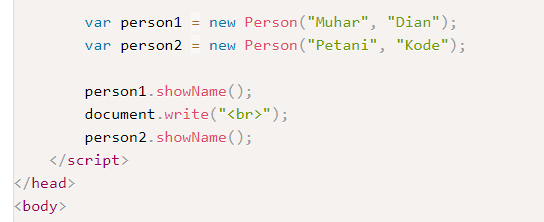 var person1 = new Person("Muhar", "Dian");
var person2 = new Person("Petani", "Kode");
person1.showName();
document.write("<br>");
person2.showName();
</script>
</head>
<body>